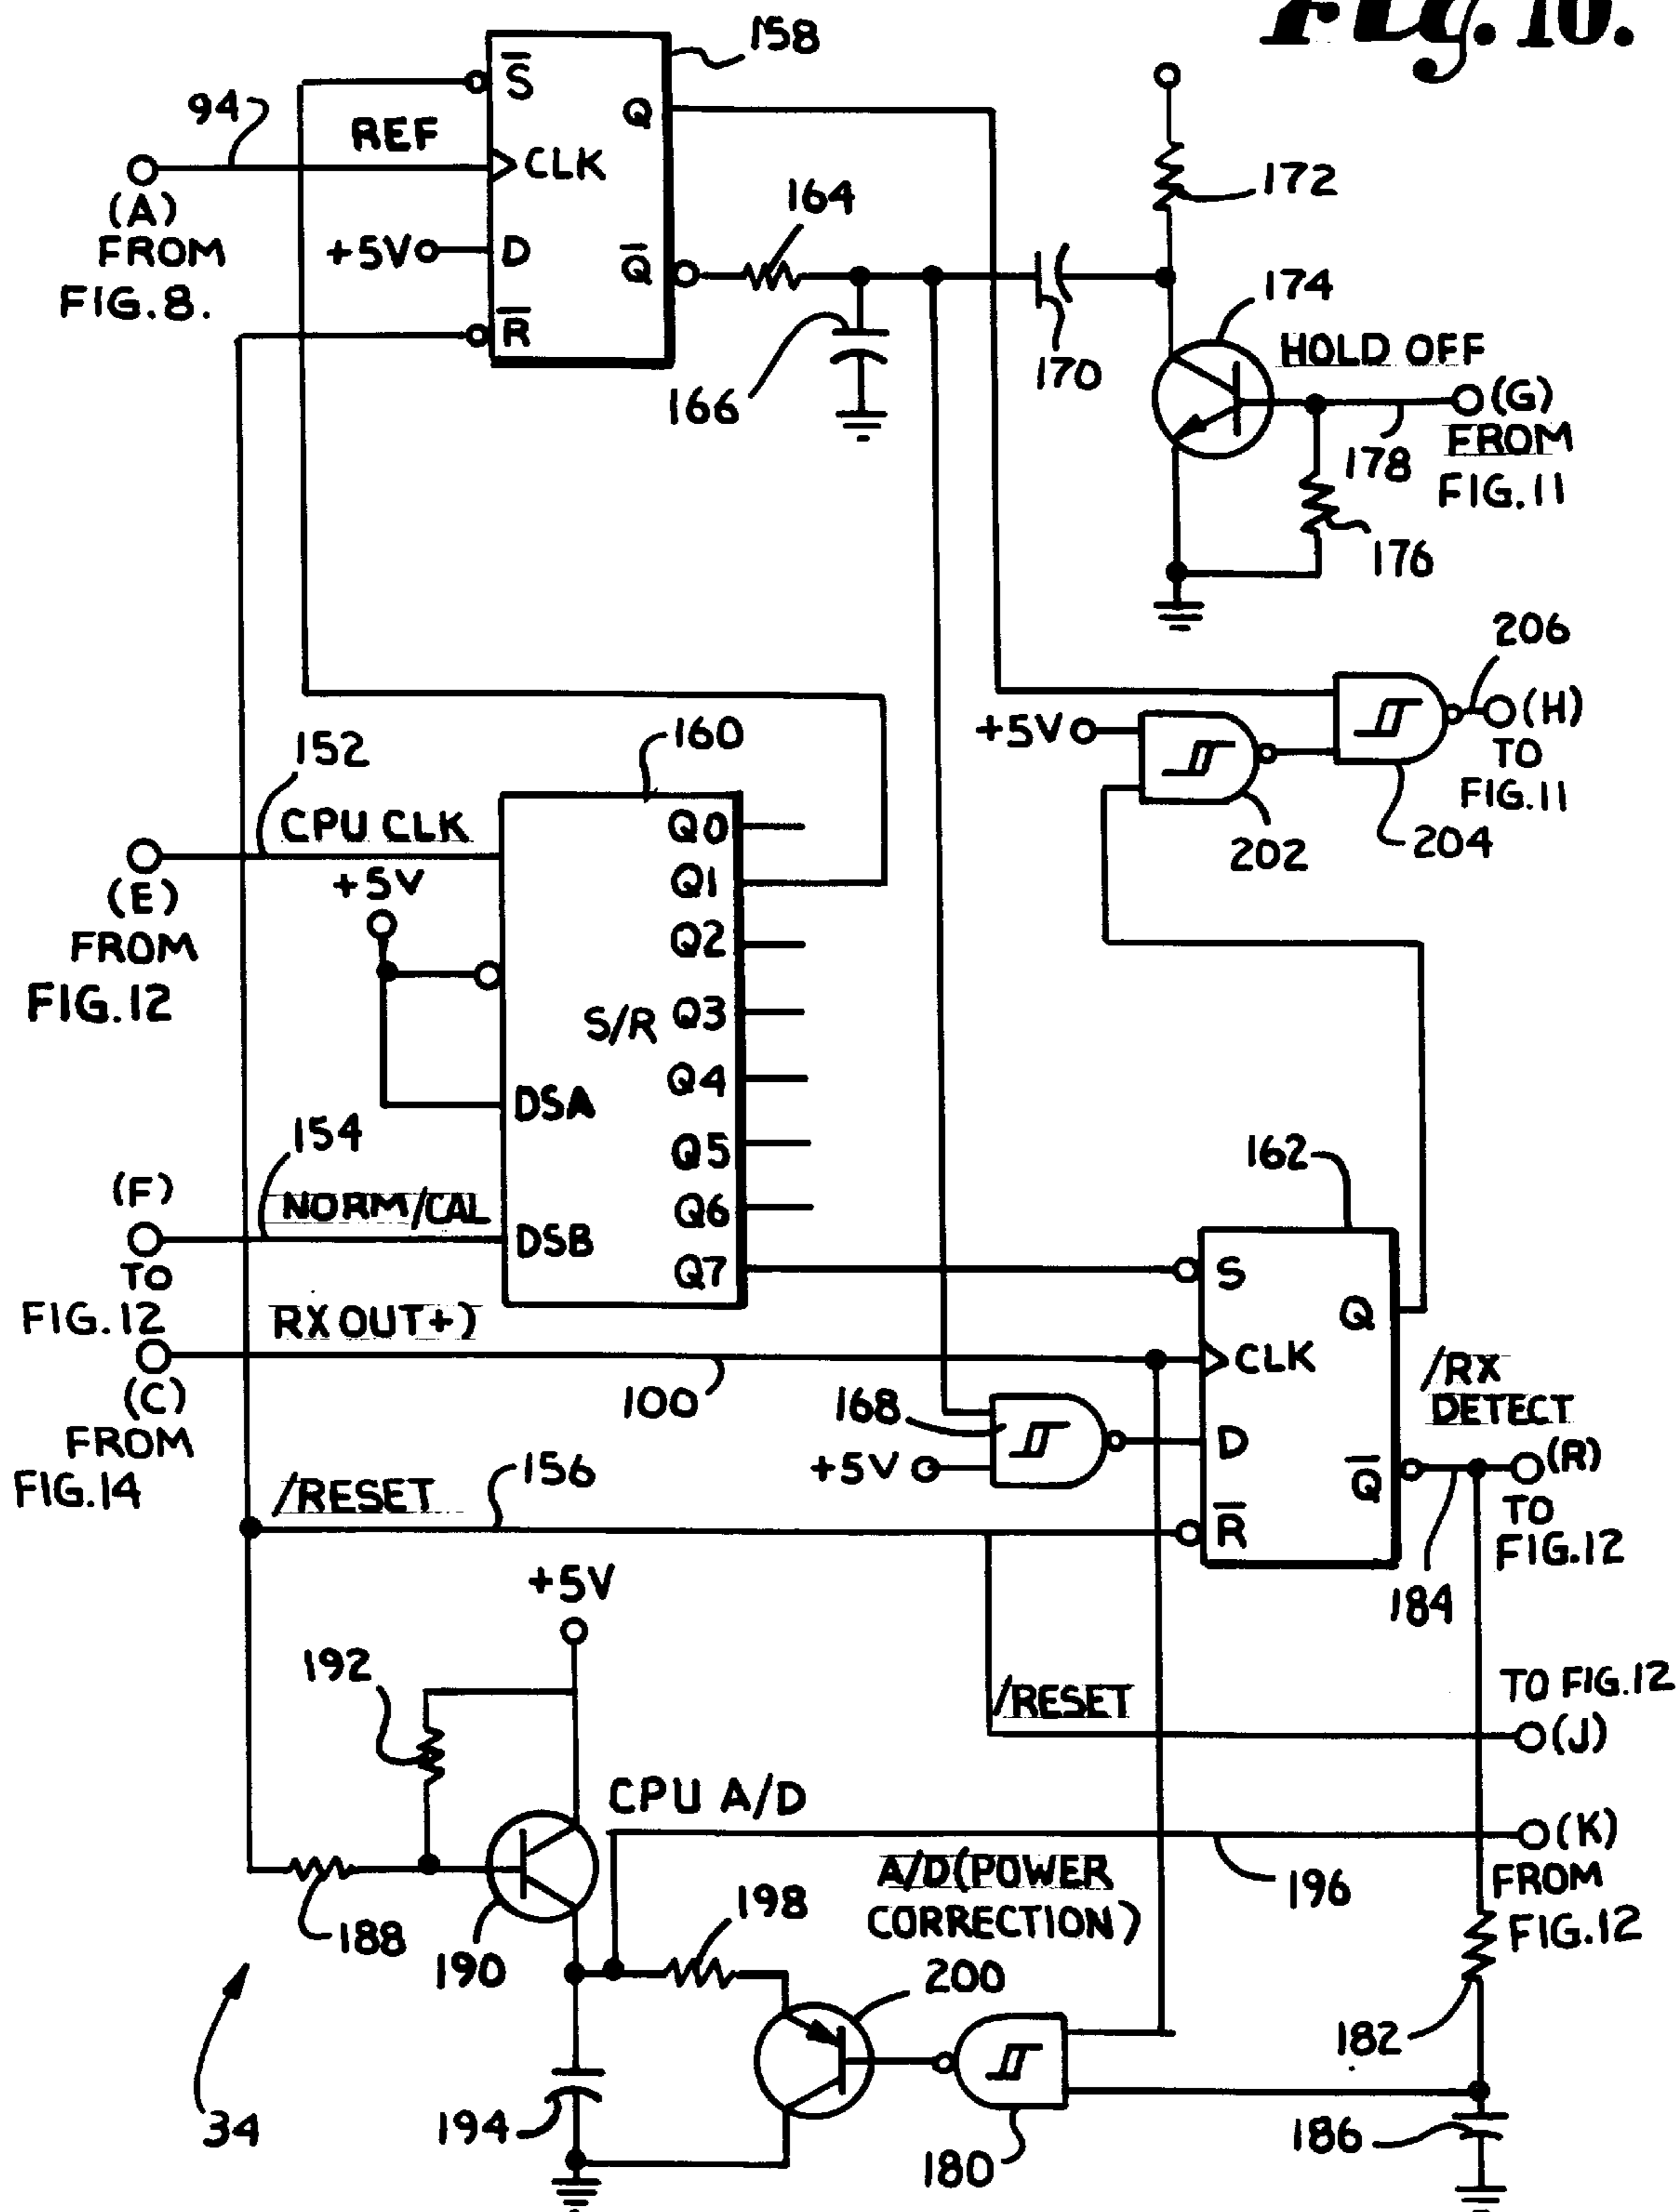 FIG. 10.
158
S̅
Q
94
REF
CLK
(A)
FROM
FIG. 8.
+5V
D
Q̅
R̅
164
166
170
172
174
HOLD OFF
(G)
FROM
FIG. 11
178
176
206
(H)
TO
FIG. 11
+5V
202
204
152
160
CPU CLK
+5V
(E)
FROM
FIG. 12
Q0
Q1
Q2
S/R Q3
Q4
Q5
Q6
Q7
DSA
154
(F)
NORM/CAL
DSB
TO
FIG. 12
RX OUT+)
(C)
FROM
FIG. 14
100
162
S
Q
CLK
D
Q̅
R̅
/RX
DETECT
168
+5V
(R)
TO
FIG. 12
184
/RESET
156
+5V
192
/RESET
TO FIG. 12
(J)
CPU A/D
(K)
FROM
FIG. 12
196
A/D (POWER
CORRECTION)
188
190
198
200
182
34
194
180
186